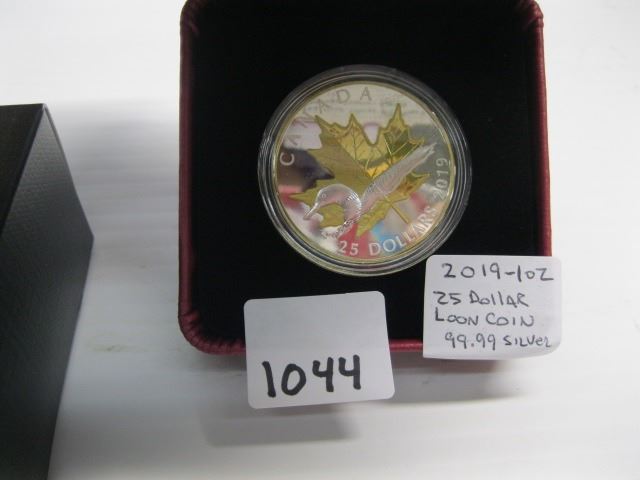 CANADA
25 DOLLARS 2019
2019-1oz
25 DOLLAR
LOON COIN
99.99 SILVER
1044